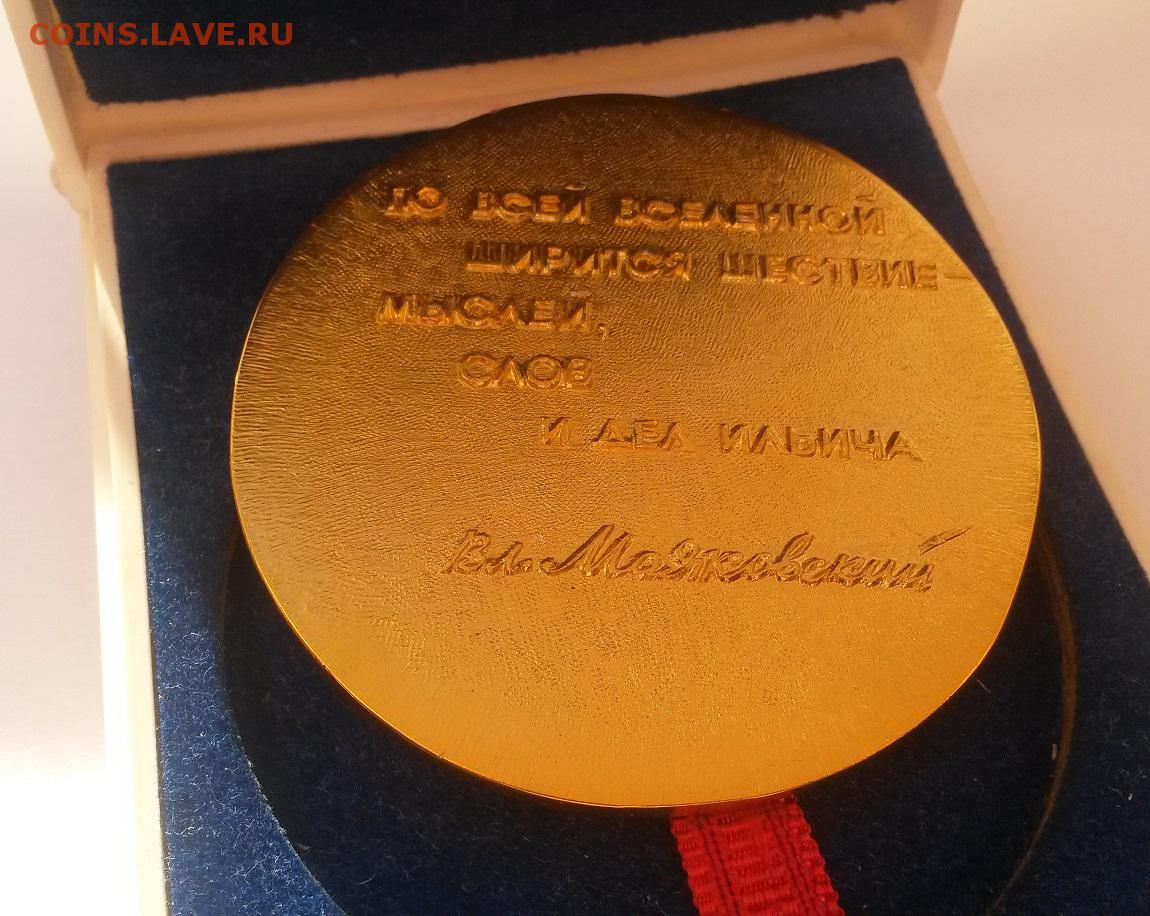 COINS.LAVE.RU
ПО ВСЕЙ ВСЕЛЕННОЙ
ШИРИТСЯ ШЕСТВИЕ–
МЫСЛЕЙ,
СЛОВ
И ДЕЛ ИЛЬИЧА
Вл. Маяковский